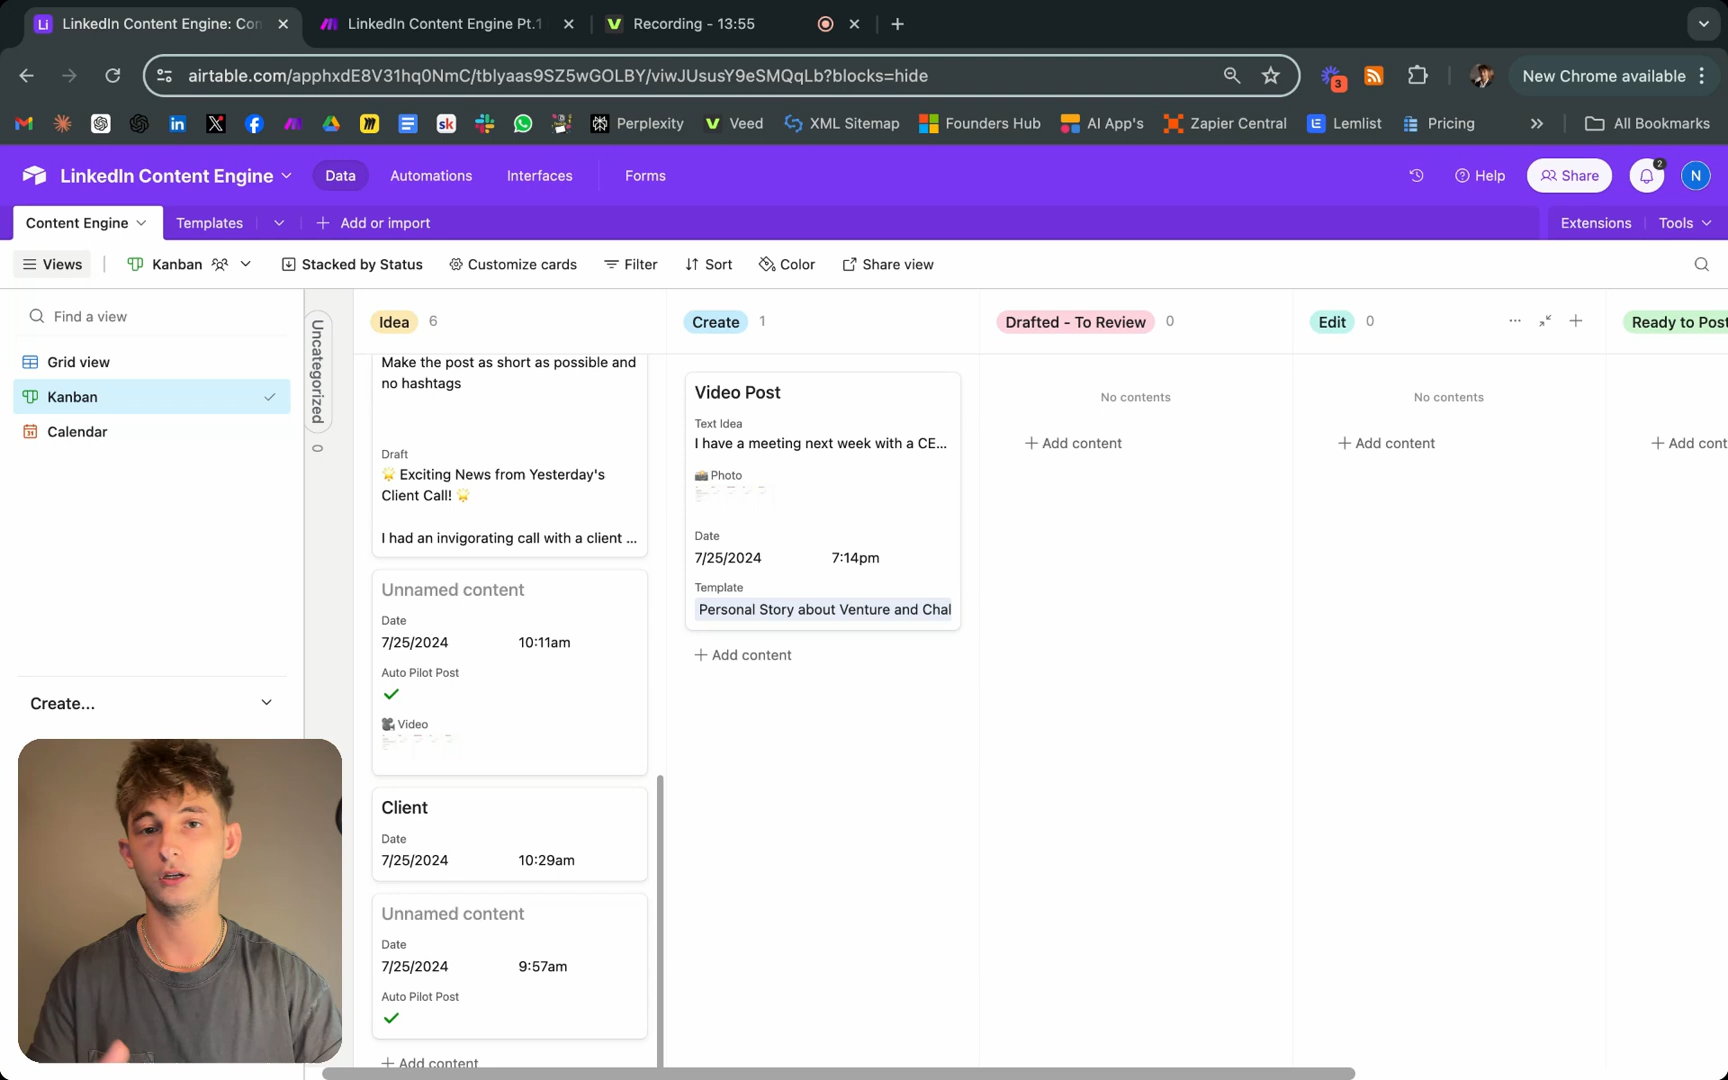 LinkedIn Content Engine: Con
LinkedIn Content Engine Pt.1
Recording - 13:55
airtable.com/apphxdE8V31hq0NmC/tblyaas9SZ5wGOLBY/viwJUsusY9eSMQqLb?blocks=hide
3
New Chrome available
sk
Perplexity
Veed
XML Sitemap
Founders Hub
AI App's
Zapier Central
Lemlist
Pricing
All Bookmarks
LinkedIn Content Engine
Data
Automations
Interfaces
Forms
Help
Share
2
N
Content Engine
Templates
Add or import
Extensions
Tools
Views
Kanban
Stacked by Status
Customize cards
Filter
Sort
Color
Share view
Find a view
Grid view
Kanban
Calendar
Create...
Uncategorized
0
Idea 6
Make the post as short as possible and
no hashtags
Draft
🌟 Exciting News from Yesterday's
Client Call! 🌟
I had an invigorating call with a client ...
Unnamed content
Date
7/25/2024 10:11am
Auto Pilot Post
🎥 Video
Client
Date
7/25/2024 10:29am
Unnamed content
Date
7/25/2024 9:57am
Auto Pilot Post
Add content
Create 1
Video Post
Text Idea
I have a meeting next week with a CE...
📸 Photo
Date
7/25/2024 7:14pm
Template
Personal Story about Venture and Chal
Add content
Drafted - To Review 0
No contents
Add content
Edit 0
No contents
Add content
Ready to Post
Add cont